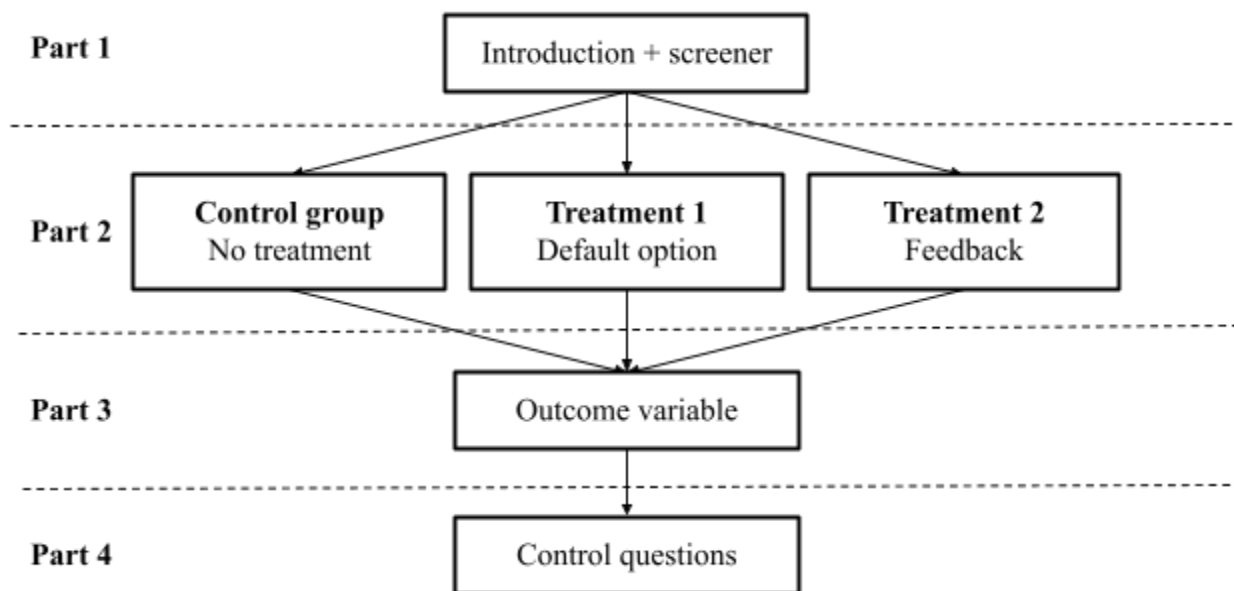 Part 1
Introduction + screener
Part 2
Control group
No treatment
Treatment 1
Default option
Treatment 2
Feedback
Part 3
Outcome variable
Part 4
Control questions